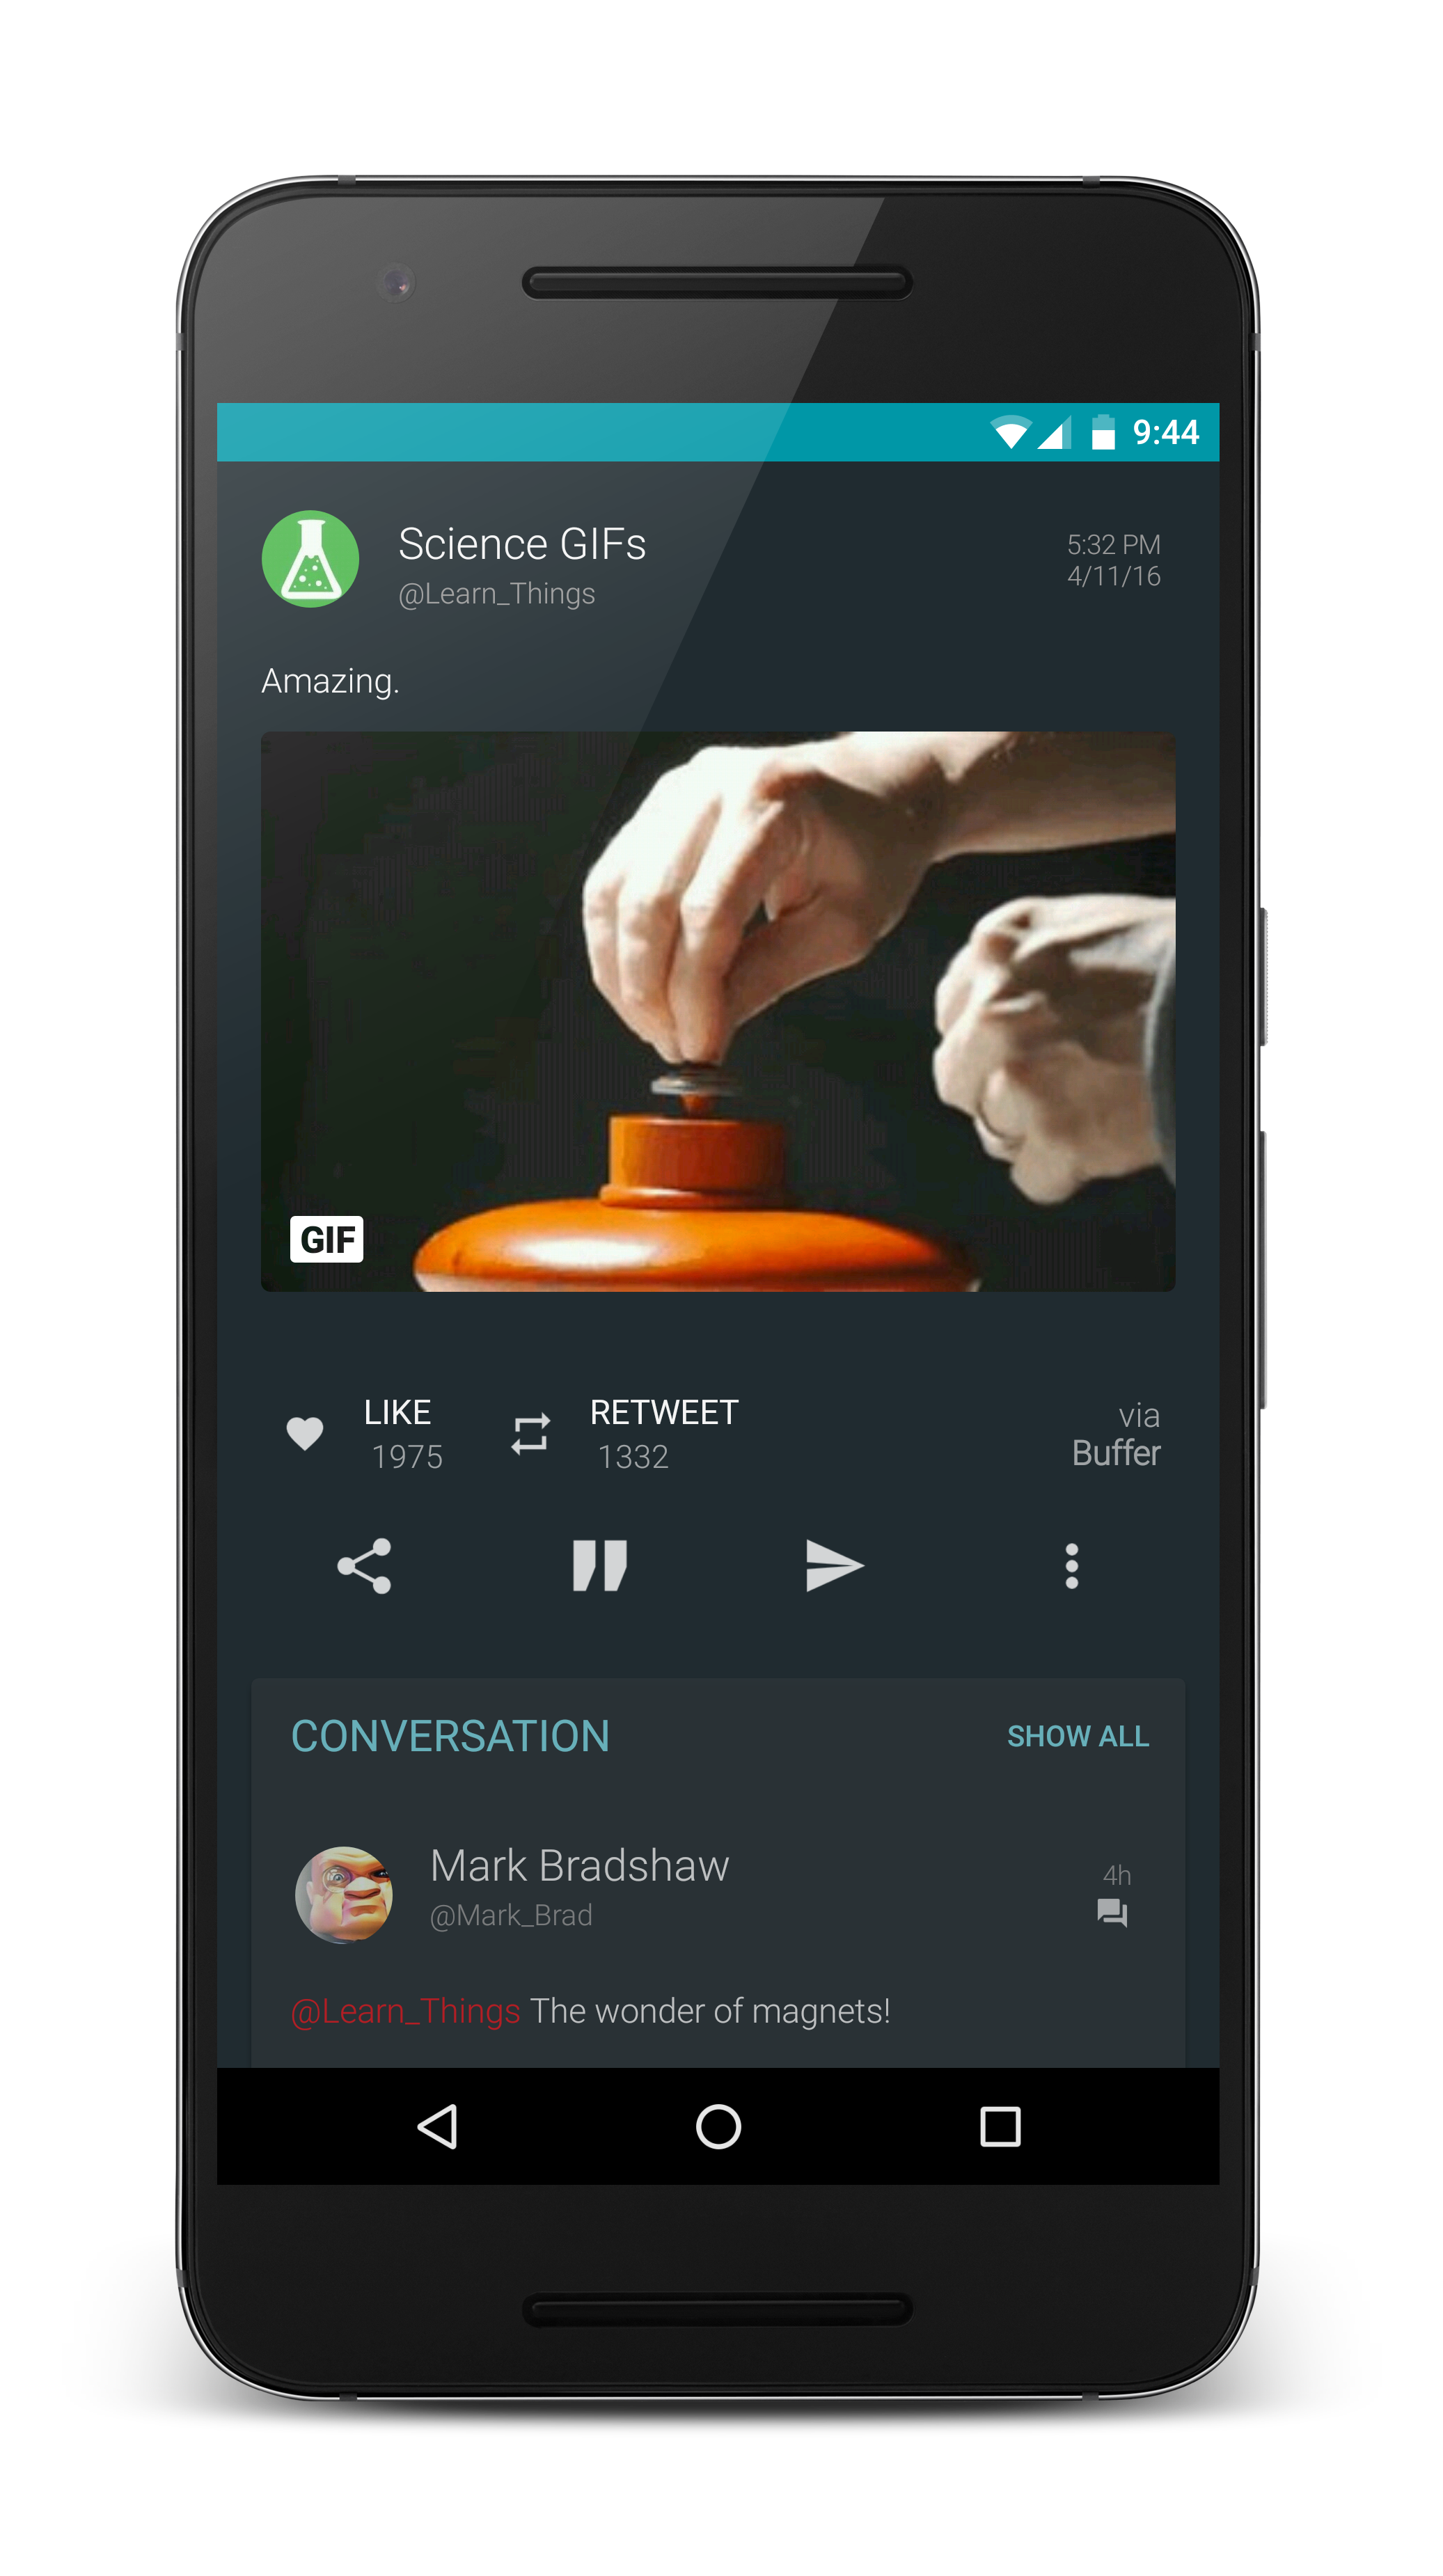 9:44
Science GIFs
@Learn_Things
5:32 PM
4/11/16
Amazing.
GIF
LIKE
1975
RETWEET
1332
via
Buffer
CONVERSATION
SHOW ALL
Mark Bradshaw
@Mark_Brad
4h
@Learn_Things The wonder of magnets!